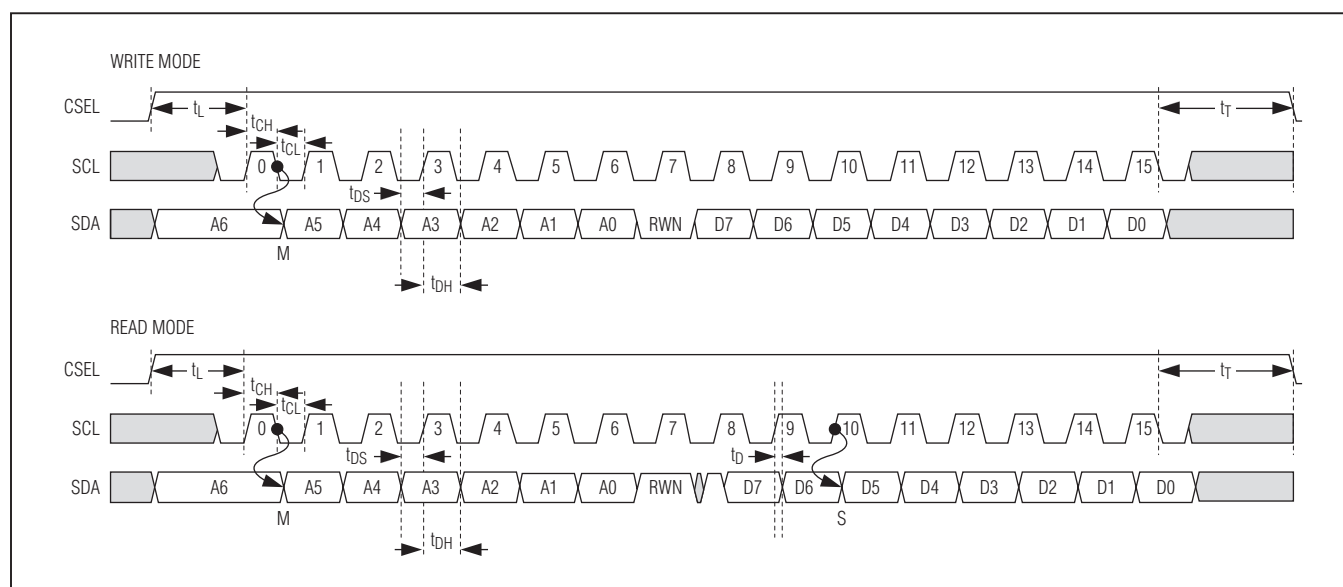 WRITE MODE
CSEL tL tT
tCH
tCL
SCL 0 1 2 3 4 5 6 7 8 9 10 11 12 13 14 15
tDS
SDA A6 A5 A4 A3 A2 A1 A0 RWN D7 D6 D5 D4 D3 D2 D1 D0
M
tDH
READ MODE
CSEL tL tT
tCH
tCL
SCL 0 1 2 3 4 5 6 7 8 9 10 11 12 13 14 15
tDS tD
SDA A6 A5 A4 A3 A2 A1 A0 RWN D7 D6 D5 D4 D3 D2 D1 D0
M S
tDH